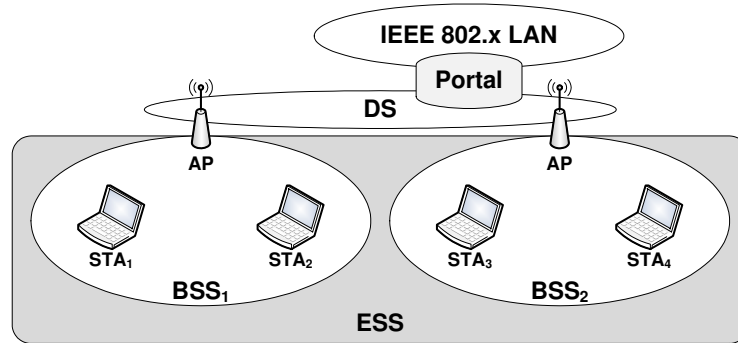 IEEE 802.x LAN
Portal
DS
AP
AP
STA₁
STA₂
STA₃
STA₄
BSS₁
BSS₂
ESS